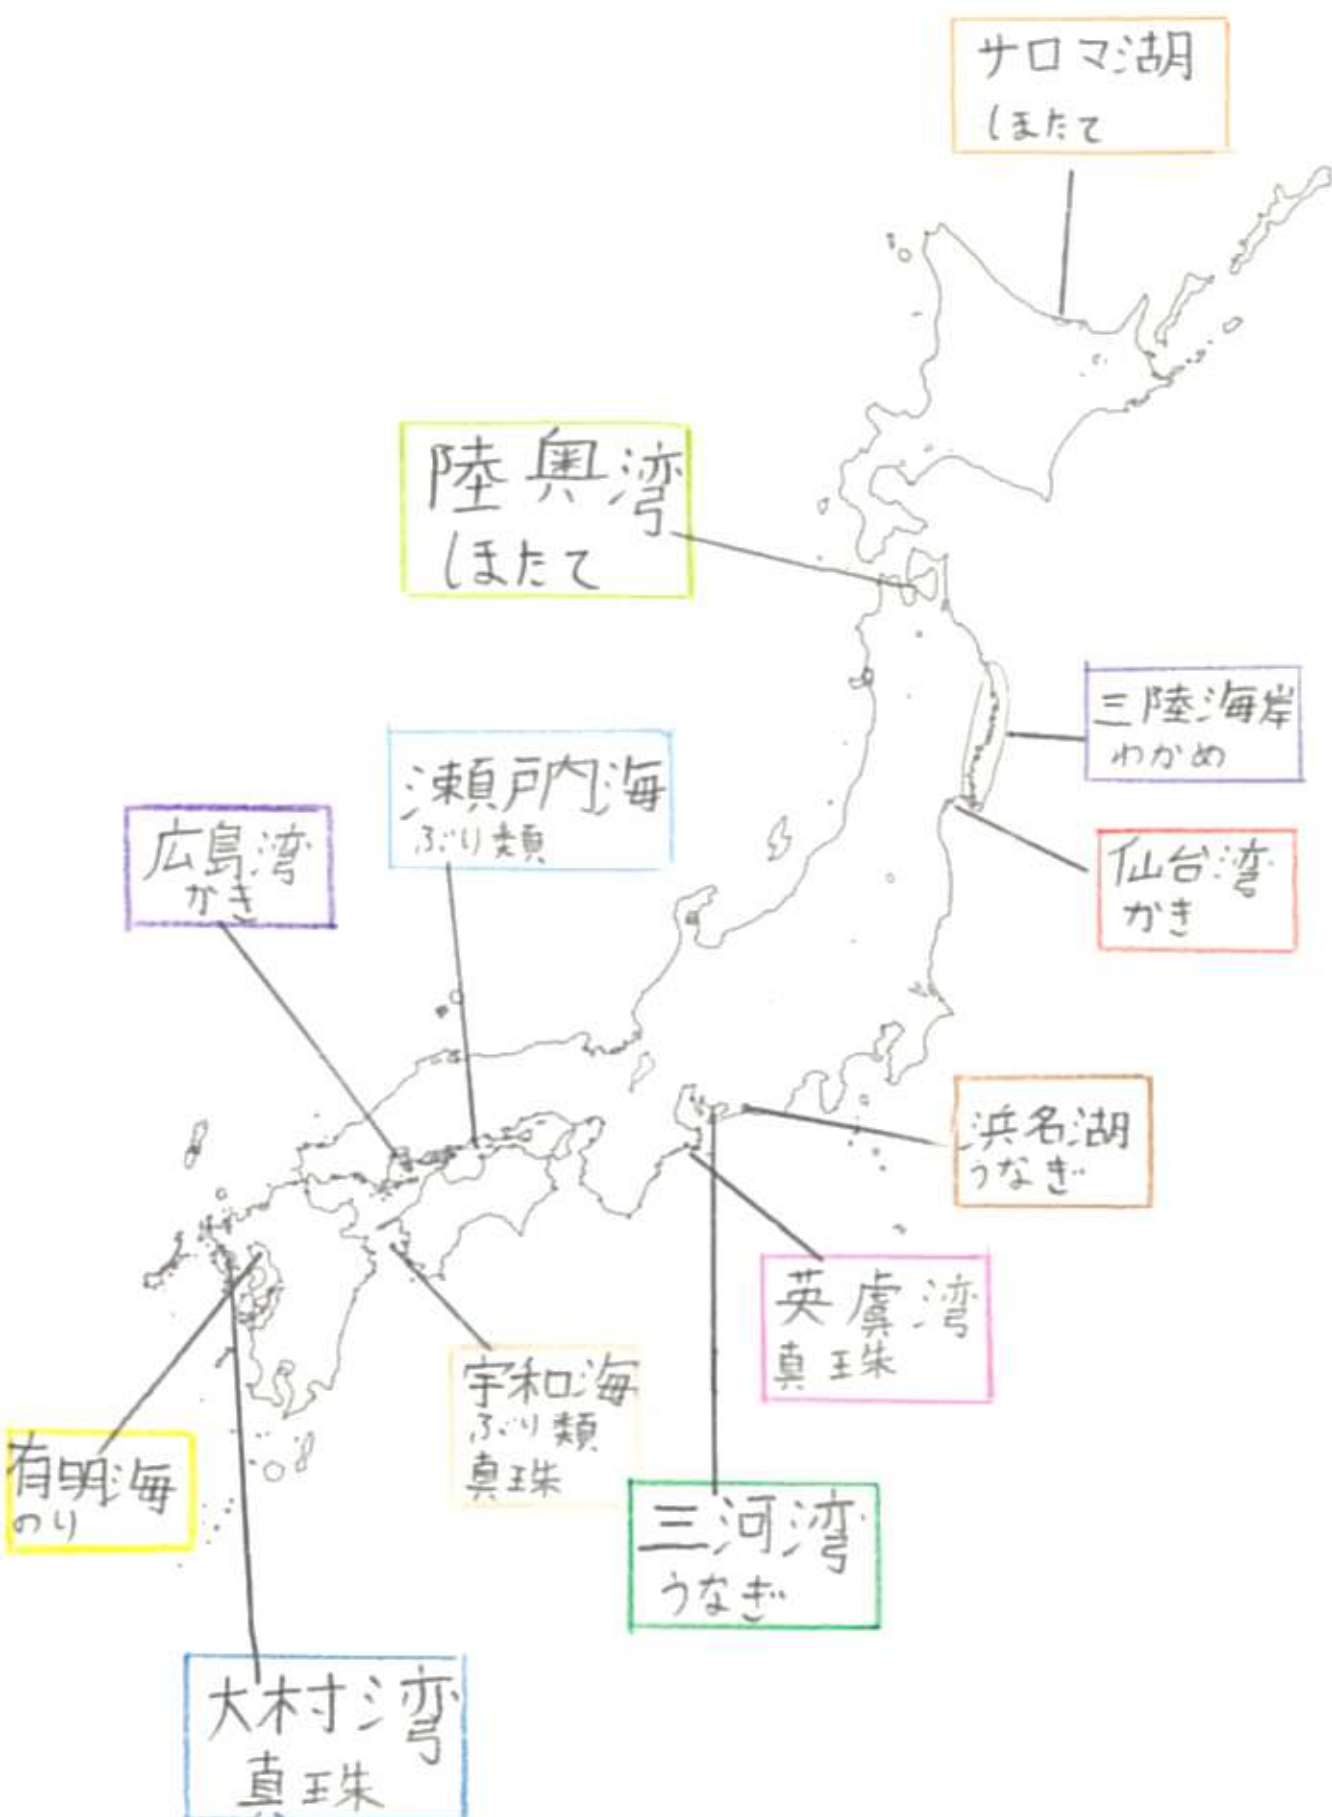 サロマ湖
ほたて
陸奥湾
ほたて
三陸海岸
わかめ
瀬戸内海
ぶり類
広島湾
かき
仙台湾
かき
浜名湖
うなぎ
英虞湾
真珠
宇和海
ぶり類
真珠
有明海
のり
三河湾
うなぎ
大村湾
真珠